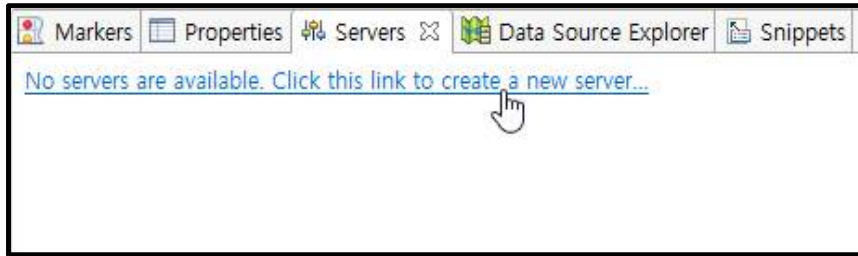 Markers Properties Servers Data Source Explorer Snippets
No servers are available. Click this link to create a new server...